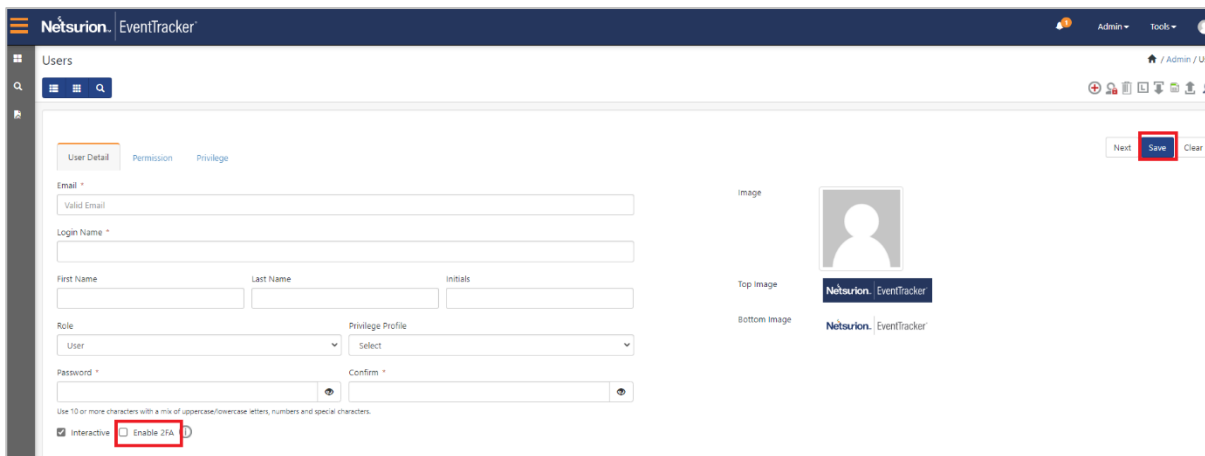 Netsurion. EventTracker
1
Admin
Tools
Users
/ Admin /
L
User Detail
Permission
Privilege
Next
Save
Clear
Email *
Valid Email
Image
Login Name *
First Name
Last Name
Initials
Top Image
Netsurion. EventTracker
Role
Privilege Profile
Bottom Image
Netsurion. EventTracker
User
Select
Password *
Confirm *
Use 10 or more characters with a mix of uppercase/lowercase letters, numbers and special characters.
Interactive
Enable 2FA